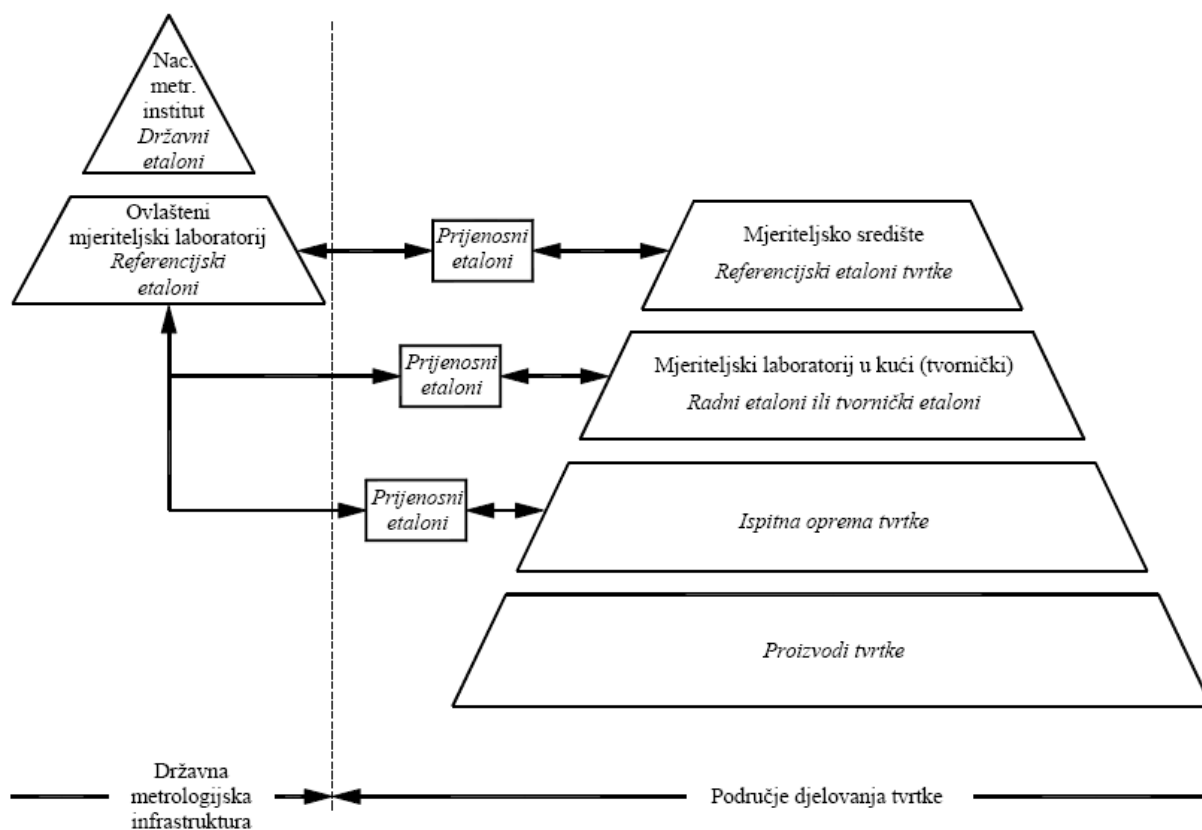 Nac.
metr.
institut
Državni
etaloni
Ovlašteni
mjeriteljski laboratorij
Referencijski
etaloni
Prijenosni
etaloni
Mjeriteljsko središte
Referencijski etaloni tvrtke
Prijenosni
etaloni
Mjeriteljski laboratorij u kući (tvornički)
Radni etaloni ili tvornički etaloni
Prijenosni
etaloni
Ispitna oprema tvrtke
Proizvodi tvrtke
Državna
metrologijska
infrastruktura
Područje djelovanja tvrtke